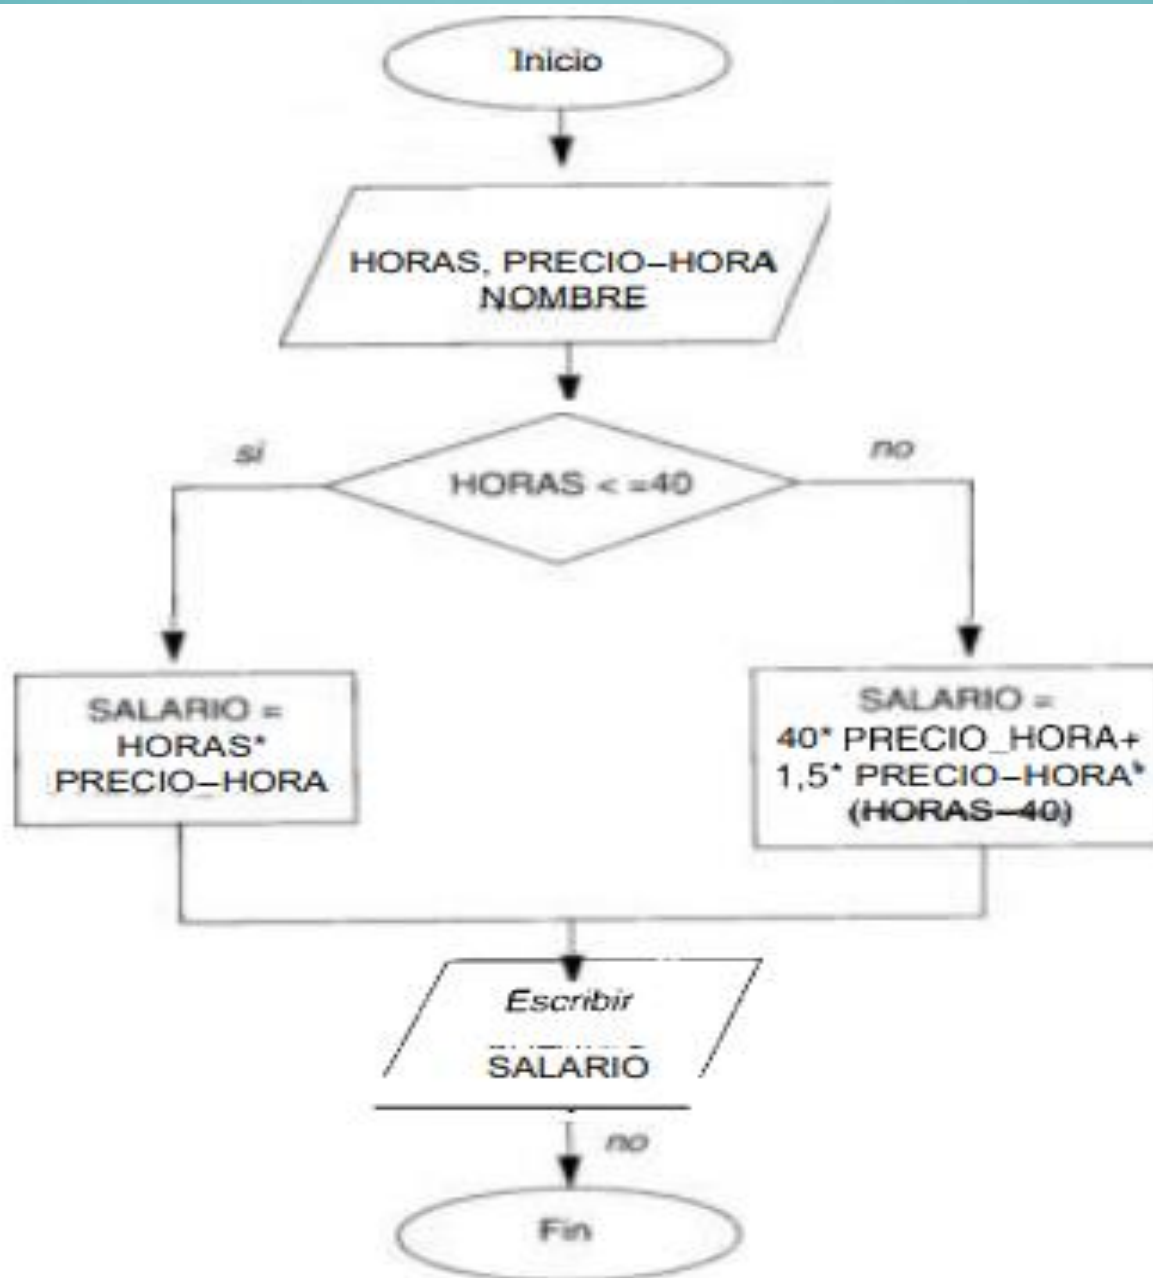 Inicio
HORAS, PRECIO–HORA
NOMBRE
si
no
HORAS < =40
SALARIO =
HORAS*
PRECIO–HORA
SALARIO =
40* PRECIO_HORA+
1,5* PRECIO–HORA*
(HORAS–40)
Escribir
SALARIO
no
Fin